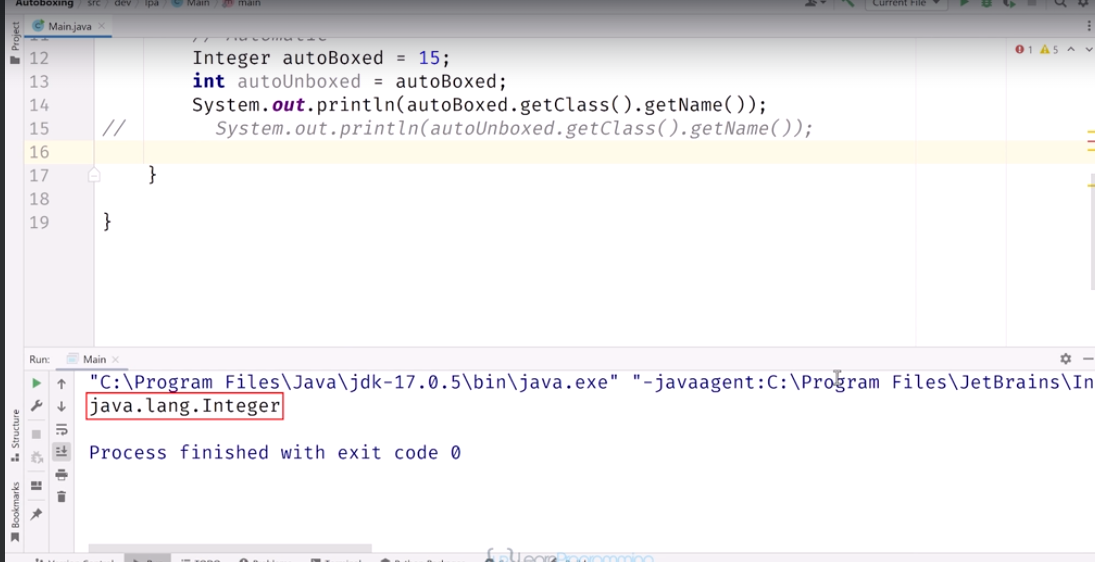 Autoboxing src dev lpa Main main
Current File
Project
Main.java
1 5
// Automatic
12 Integer autoBoxed = 15;
13 int autoUnboxed = autoBoxed;
14 System.out.println(autoBoxed.getClass().getName());
15 // System.out.println(autoUnboxed.getClass().getName());
16
17 }
18
19 }
Run: Main
"C:\Program Files\Java\jdk-17.0.5\bin\java.exe" "-javaagent:C:\Program Files\JetBrains\In
java.lang.Integer
Process finished with exit code 0
Structure
Bookmarks